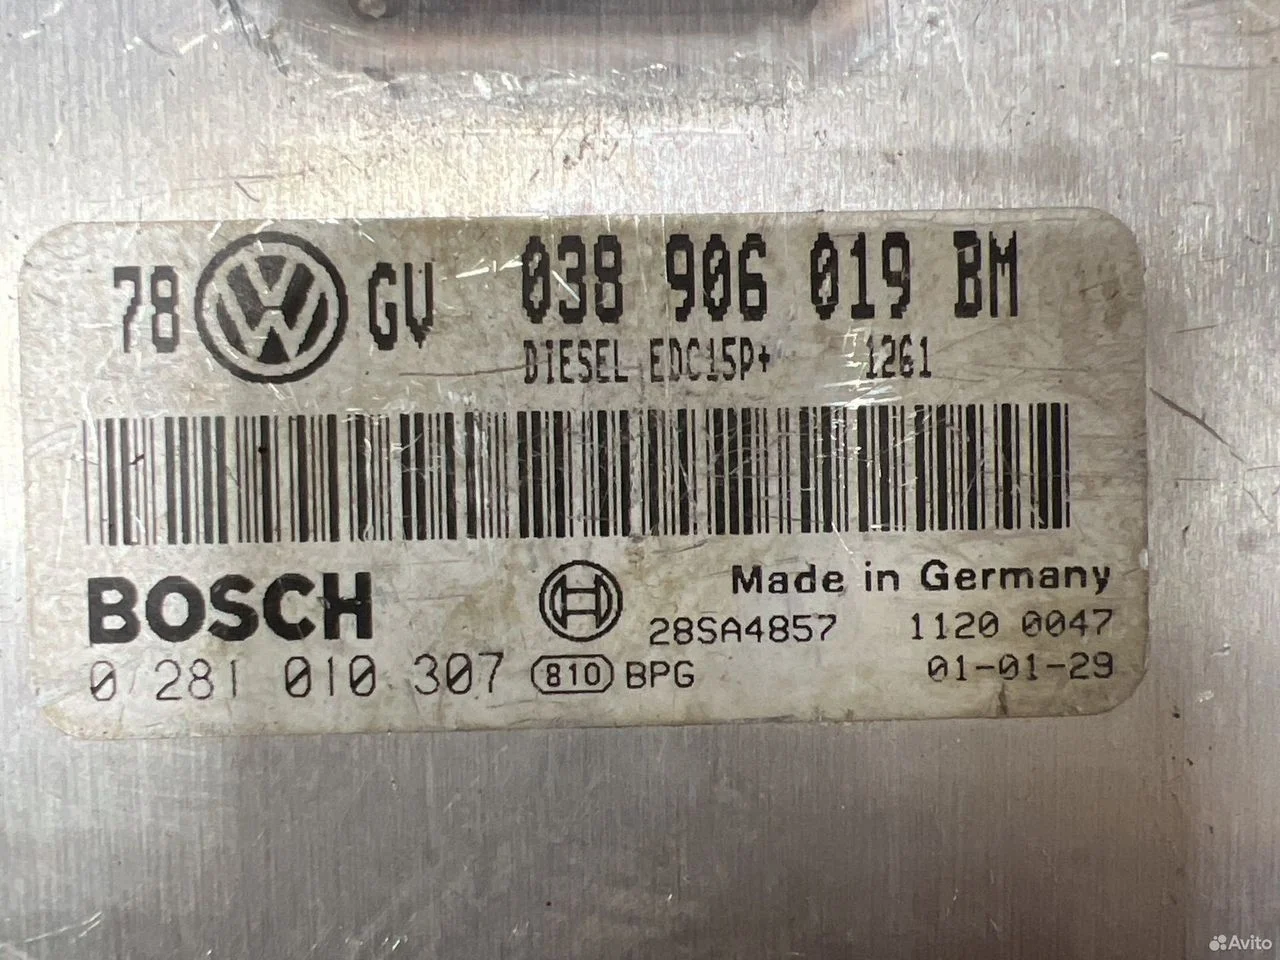 78 VW GV 038 906 019 BM
DIESEL EDC15P+ 1261
BOSCH
Made in Germany
28SA4857 1120 0047
0 281 010 307 810 BPG 01-01-29
Avito